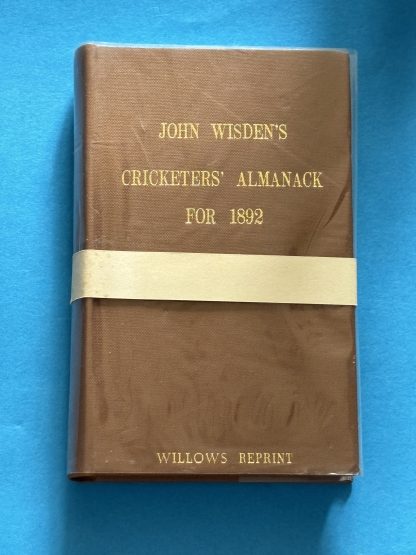 JOHN WISDEN'S
CRICKETERS' ALMANACK
FOR 1892
WILLOWS REPRINT